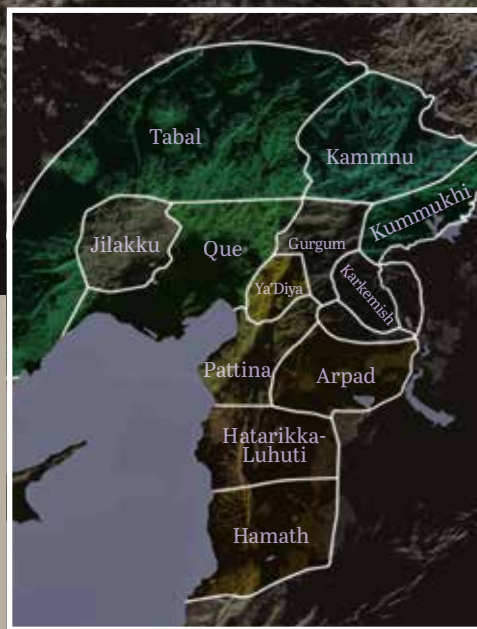 Tabal
Kammnu
Kummukhi
Jilakku
Que
Gurgum
Ya'Diya
Karkemish
Pattina
Arpad
Hatarikka-
Luhuti
Hamath